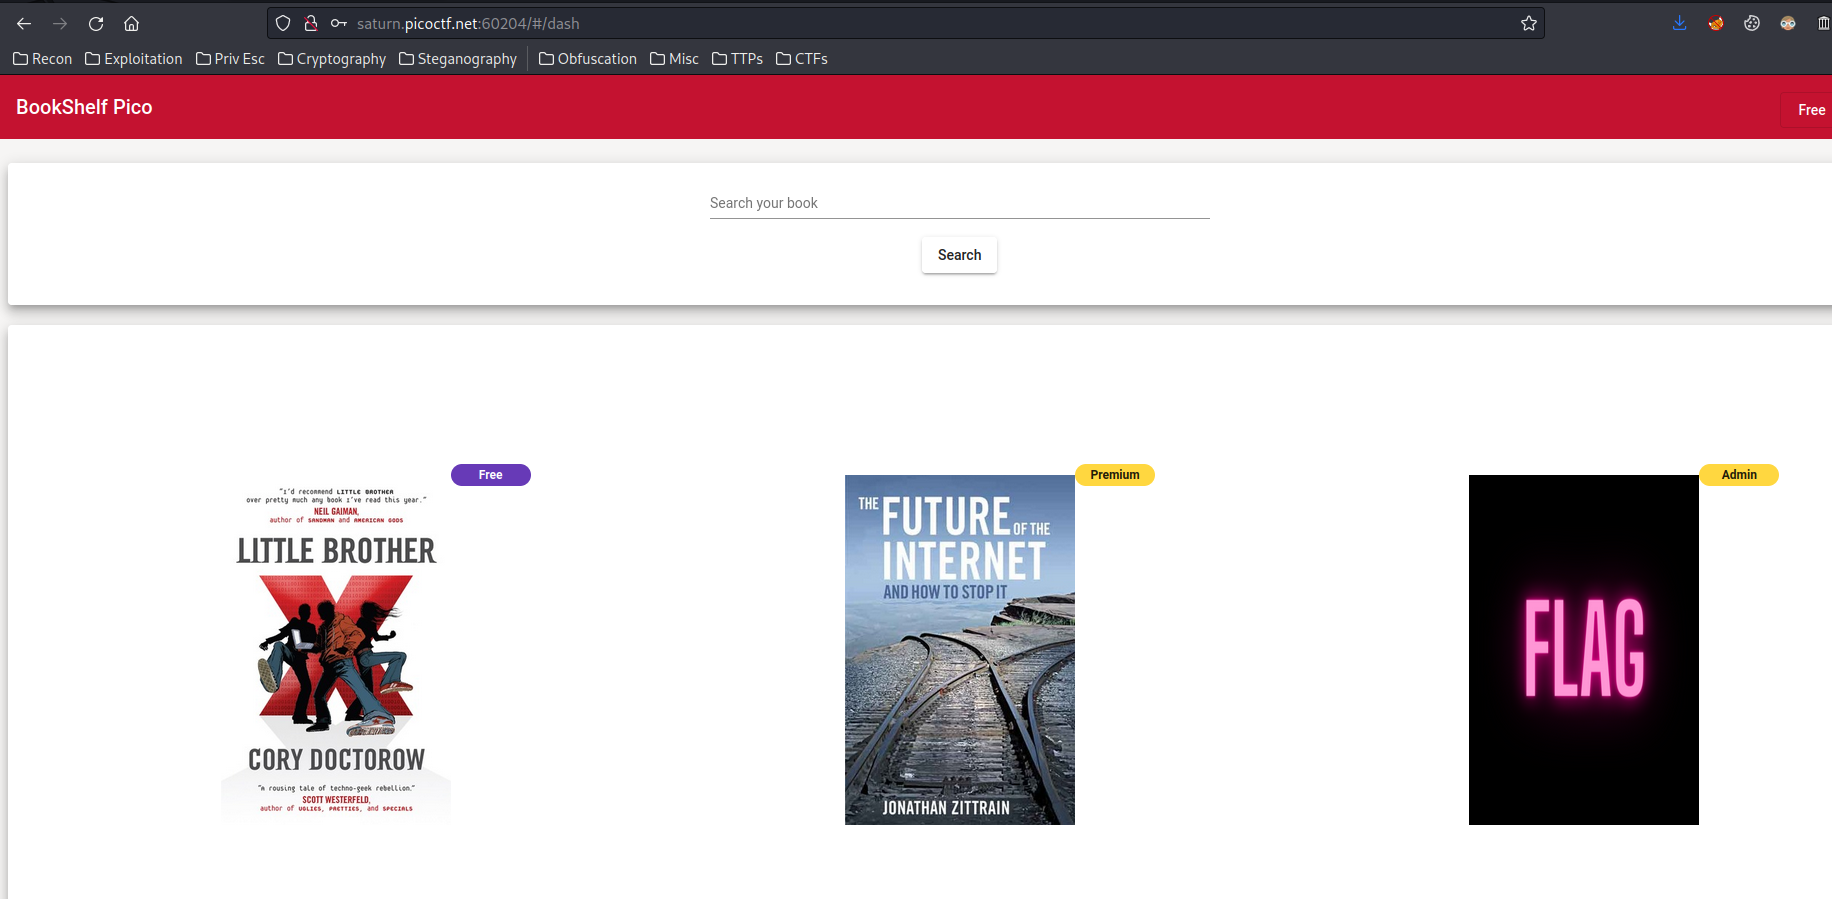 saturn.picoctf.net:60204/#/dash
Recon Exploitation Priv Esc Cryptography Steganography Obfuscation Misc TTPs CTFs
BookShelf Pico
Free
Search your book
Search
Free
"I'd recommend LITTLE BROTHER
over pretty much any book I've read this year."
NEIL GAIMAN,
author of SANDMAN and AMERICAN GODS
LITTLE BROTHER
CORY DOCTOROW
"A rousing tale of techno-geek rebellion."
SCOTT WESTERFELD,
author of UGLIES, PRETTIES, and SPECIALS
Premium
THE FUTURE OF THE
INTERNET
AND HOW TO STOP IT
JONATHAN ZITTRAIN
Admin
FLAG